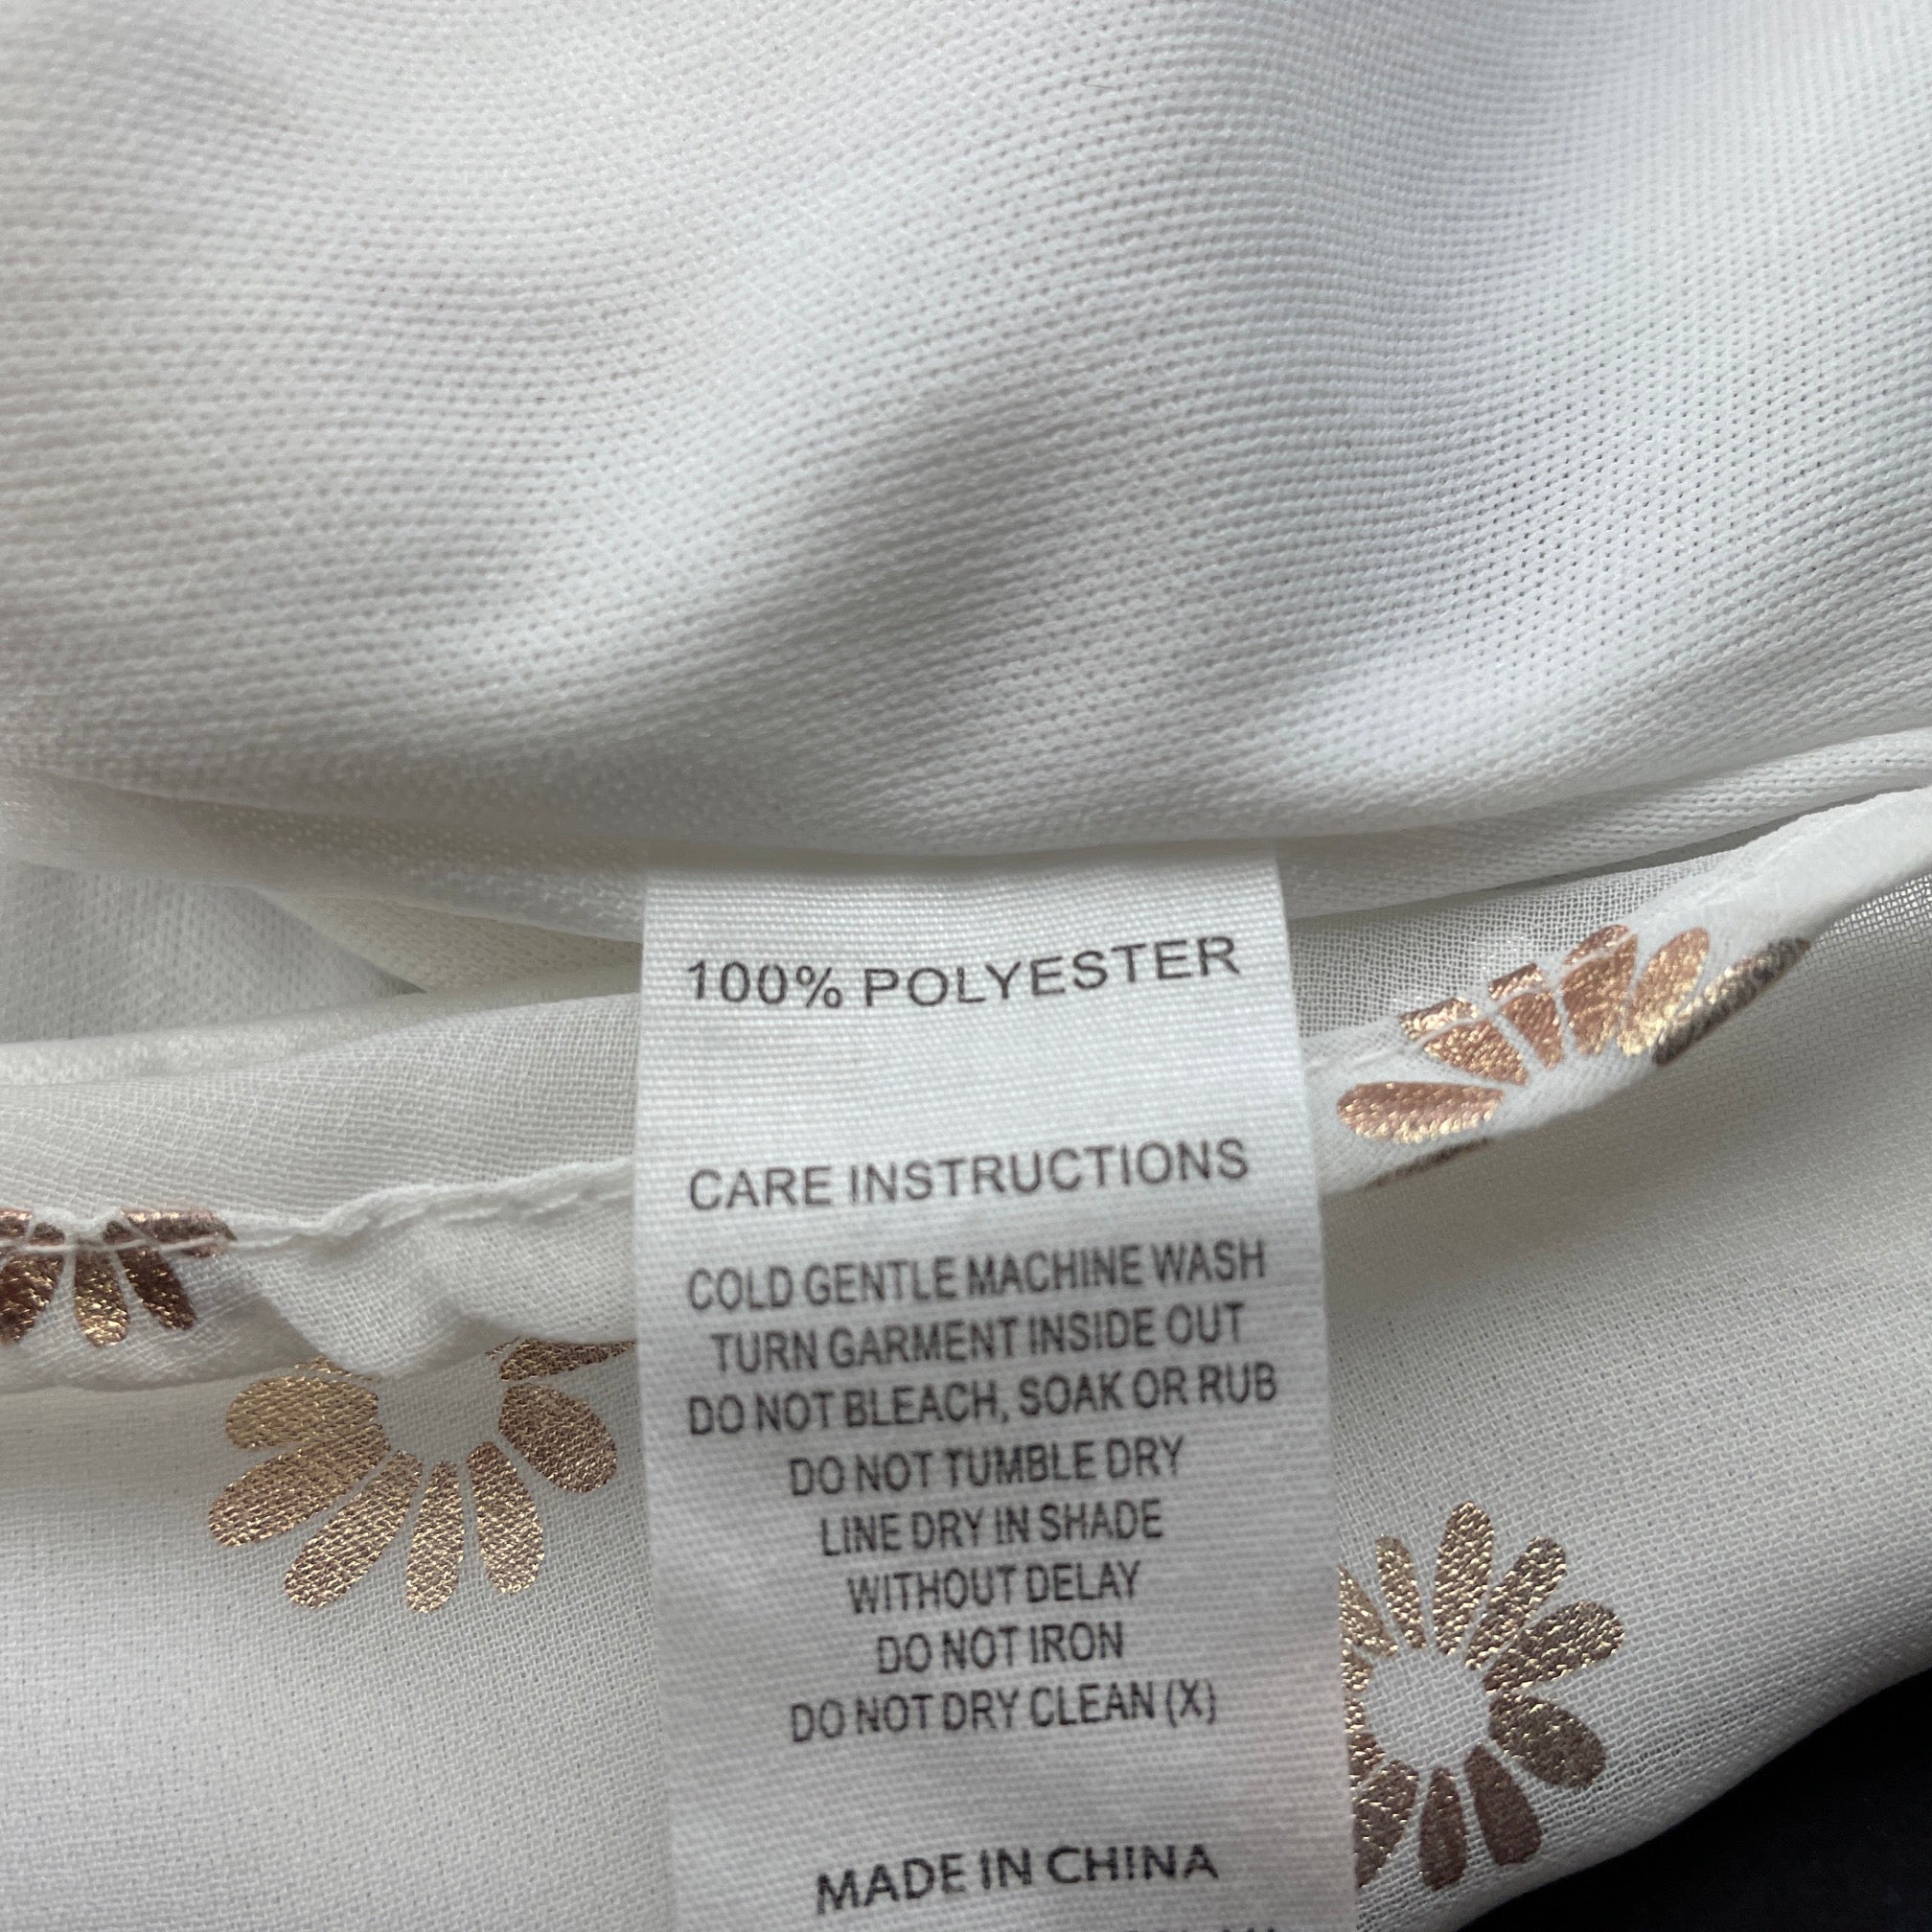 100% POLYESTER
CARE INSTRUCTIONS
COLD GENTLE MACHINE WASH
TURN GARMENT INSIDE OUT
DO NOT BLEACH, SOAK OR RUB
DO NOT TUMBLE DRY
LINE DRY IN SHADE
WITHOUT DELAY
DO NOT IRON
DO NOT DRY CLEAN (X)
MADE IN CHINA